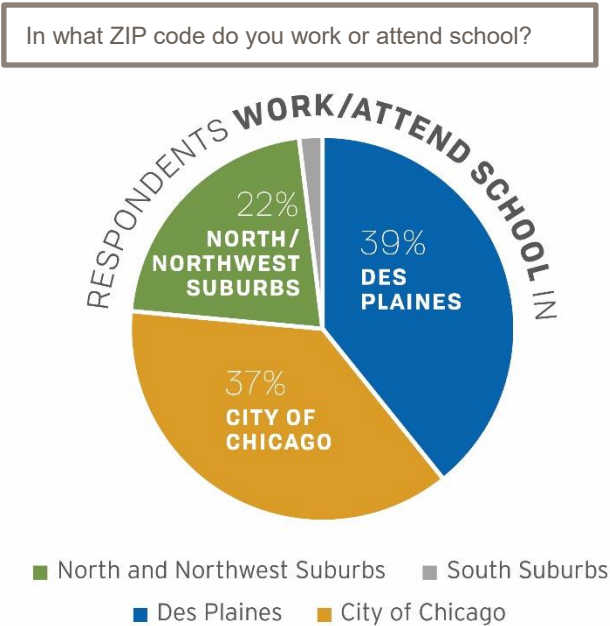 In what ZIP code do you work or attend school?
RESPONDENTS WORK/ATTEND SCHOOL IN
22%
NORTH/
NORTHWEST
SUBURBS
39%
DES
PLAINES
37%
CITY OF
CHICAGO
North and Northwest Suburbs South Suburbs
Des Plaines City of Chicago